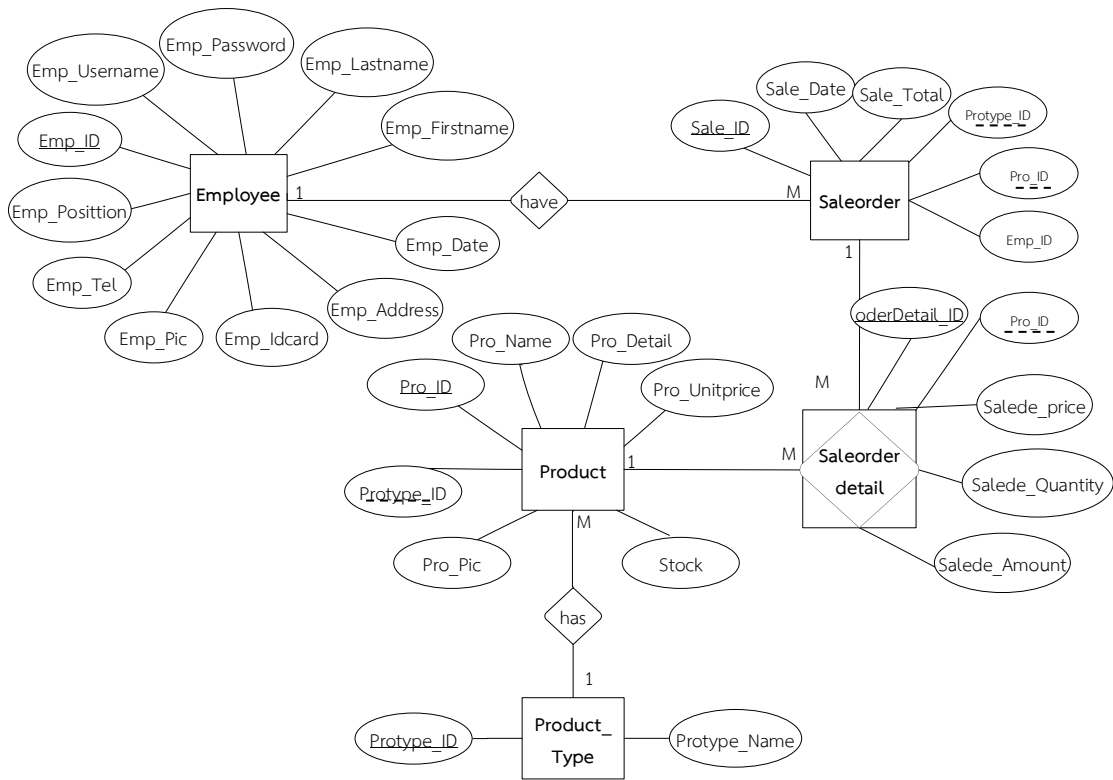 Emp_Password
Emp_Username
Emp_Lastname
Emp_ID
Emp_Firstname
Employee
Emp_Posittion
Emp_Date
Emp_Tel
Emp_Address
Emp_Pic
Emp_Idcard
1
have
M
Sale_Date
Sale_Total
Sale_ID
Protype_ID
Saleorder
Pro_ID
Emp_ID
1
oderDetail_ID
Pro_ID
M
Salede_price
Saleorder
detail
Salede_Quantity
Salede_Amount
M
1
Pro_Name
Pro_Detail
Pro_ID
Pro_Unitprice
Product
Protype_ID
Pro_Pic
Stock
M
has
1
Product_
Type
Protype_ID
Protype_Name